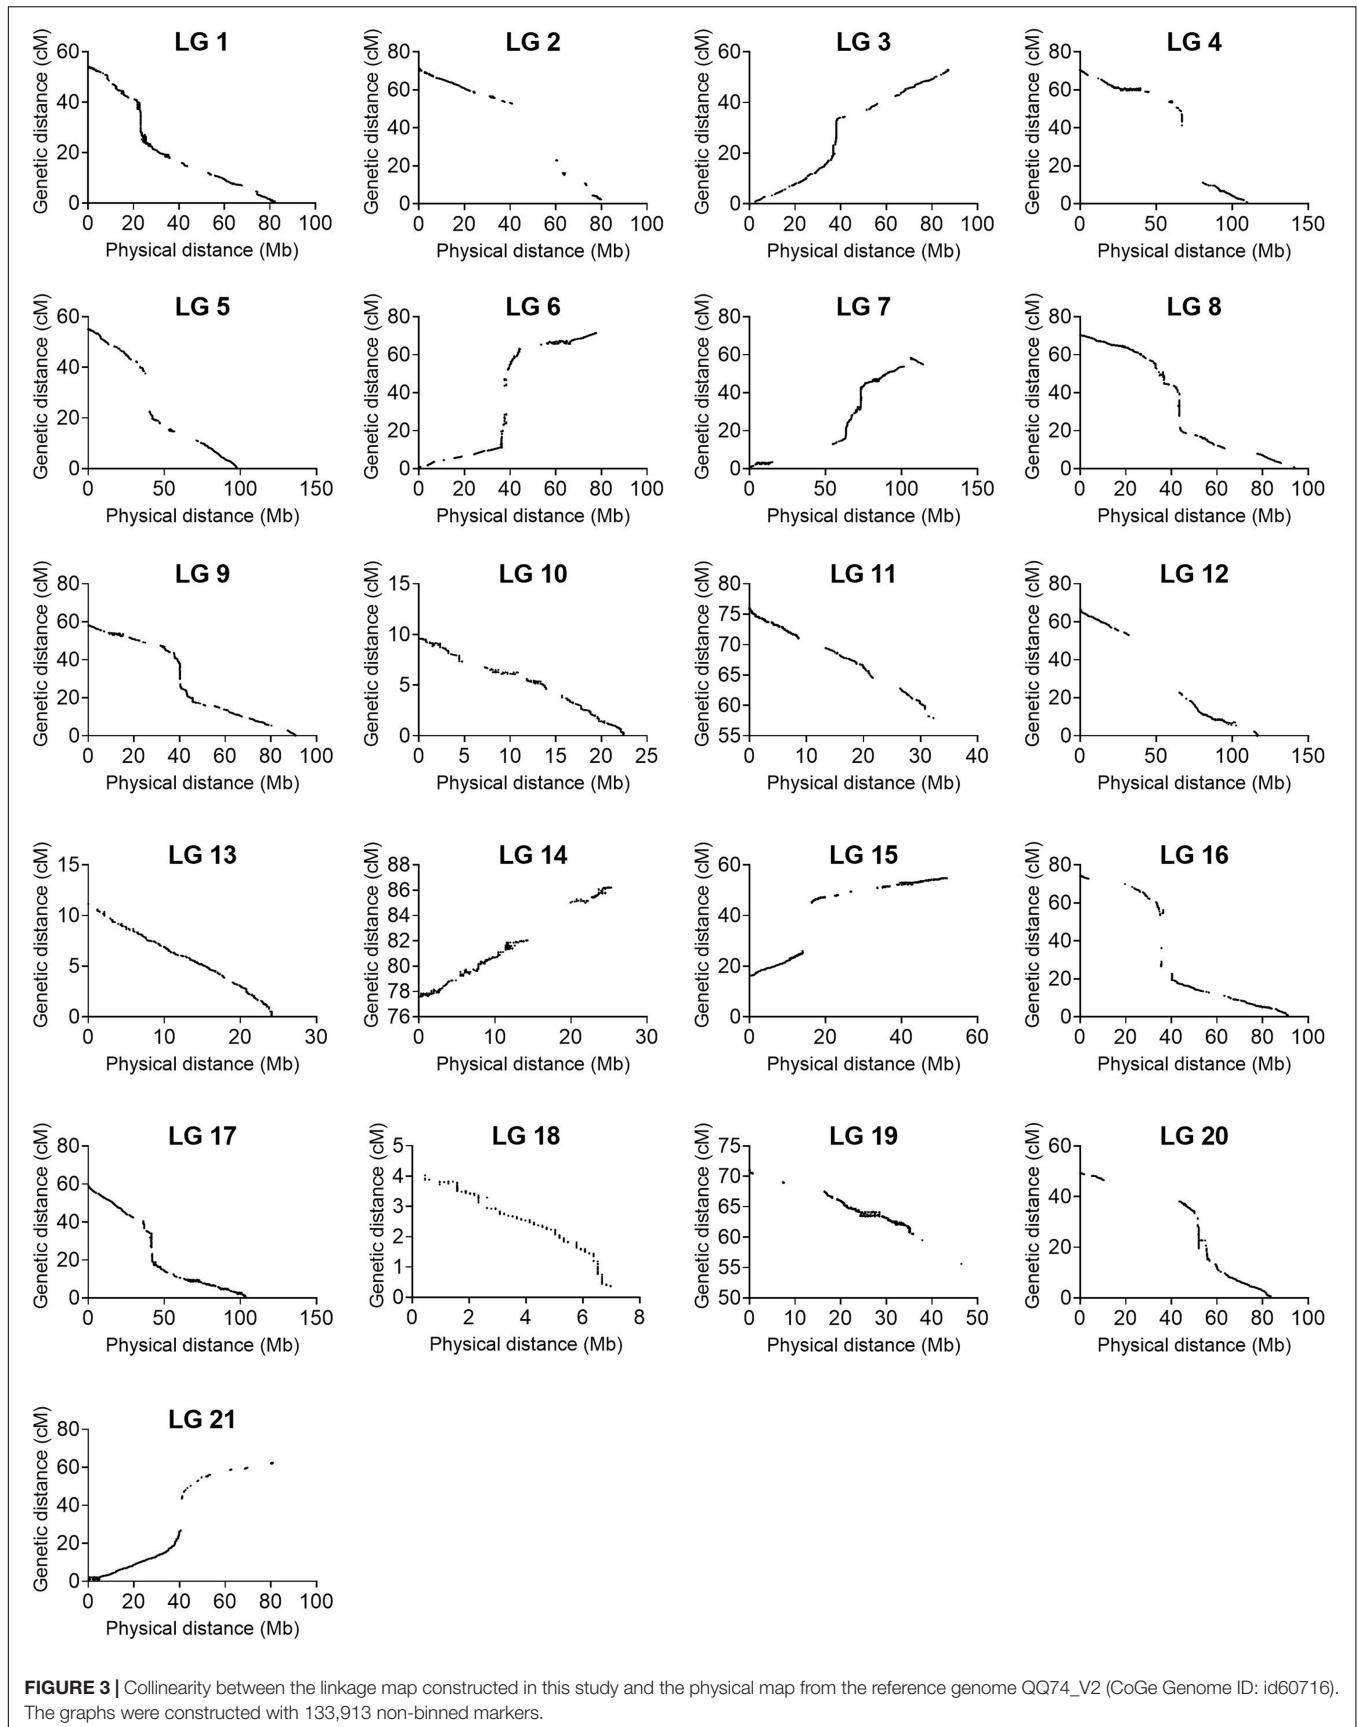 LG 1
Genetic distance (cM)
60
40
20
0
0 20 40 60 80 100
Physical distance (Mb)
LG 2
Genetic distance (cM)
80
60
40
20
0
0 20 40 60 80 100
Physical distance (Mb)
LG 3
Genetic distance (cM)
60
40
20
0
0 20 40 60 80 100
Physical distance (Mb)
LG 4
Genetic distance (cM)
80
60
40
20
0
0 50 100 150
Physical distance (Mb)
LG 5
Genetic distance (cM)
60
40
20
0
0 50 100 150
Physical distance (Mb)
LG 6
Genetic distance (cM)
80
60
40
20
0
0 20 40 60 80 100
Physical distance (Mb)
LG 7
Genetic distance (cM)
80
60
40
20
0
0 50 100 150
Physical distance (Mb)
LG 8
Genetic distance (cM)
80
60
40
20
0
0 20 40 60 80 100
Physical distance (Mb)
LG 9
Genetic distance (cM)
80
60
40
20
0
0 20 40 60 80 100
Physical distance (Mb)
LG 10
Genetic distance (cM)
15
10
5
0
0 5 10 15 20 25
Physical distance (Mb)
LG 11
Genetic distance (cM)
80
75
70
65
60
55
0 10 20 30 40
Physical distance (Mb)
LG 12
Genetic distance (cM)
80
60
40
20
0
0 50 100 150
Physical distance (Mb)
LG 13
Genetic distance (cM)
15
10
5
0
0 10 20 30
Physical distance (Mb)
LG 14
Genetic distance (cM)
88
86
84
82
80
78
76
0 10 20 30
Physical distance (Mb)
LG 15
Genetic distance (cM)
60
40
20
0
0 20 40 60
Physical distance (Mb)
LG 16
Genetic distance (cM)
80
60
40
20
0
0 20 40 60 80 100
Physical distance (Mb)
LG 17
Genetic distance (cM)
80
60
40
20
0
0 50 100 150
Physical distance (Mb)
LG 18
Genetic distance (cM)
5
4
3
2
1
0
0 2 4 6 8
Physical distance (Mb)
LG 19
Genetic distance (cM)
75
70
65
60
55
50
0 10 20 30 40 50
Physical distance (Mb)
LG 20
Genetic distance (cM)
60
40
20
0
0 20 40 60 80 100
Physical distance (Mb)
LG 21
Genetic distance (cM)
80
60
40
20
0
0 20 40 60 80 100
Physical distance (Mb)
FIGURE 3 | Collinearity between the linkage map constructed in this study and the physical map from the reference genome QQ74_V2 (CoGe Genome ID: id60716).
The graphs were constructed with 133,913 non-binned markers.